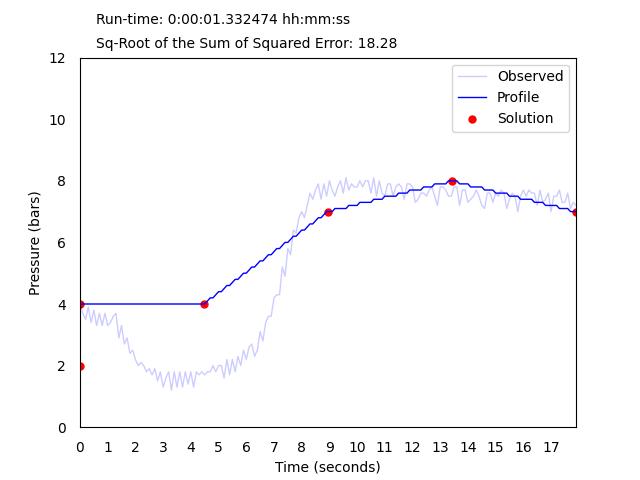 Run-time: 0:00:01.332474 hh:mm:ss
Sq-Root of the Sum of Squared Error: 18.28
12
10
8
6
4
2
0
Pressure (bars)
Observed
Profile
Solution
0 1 2 3 4 5 6 7 8 9 10 11 12 13 14 15 16 17
Time (seconds)